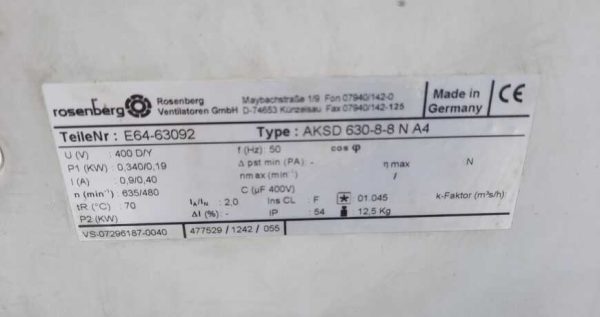 rosenberg Rosenberg Ventilatoren GmbH
Maybachstraße 1/9 Fon 07940/142-0
D-74653 Künzelsau Fax 07940/142-125
Made in Germany CE
TeileNr : E64-63092 Type : AKSD 630-8-8 N A4
U (V) : 400 D/Y f (Hz) : 50 cos φ
P1 (KW) : 0,340/0,19 Δ pst min (PA) : - η max N
I (A) : 0,9/0,40 nmax (min⁻¹) /
n (min⁻¹) : 635/480 C (µF 400V)
tR (°C) : 70 IA/IN : 2,0 Ins CL : F 01.045 k-Faktor (m³s/h) :
P2 (KW) ΔI (%) : - IP : 54 12,5 Kg
VS-07296187-0040 477529 / 1242 / 055